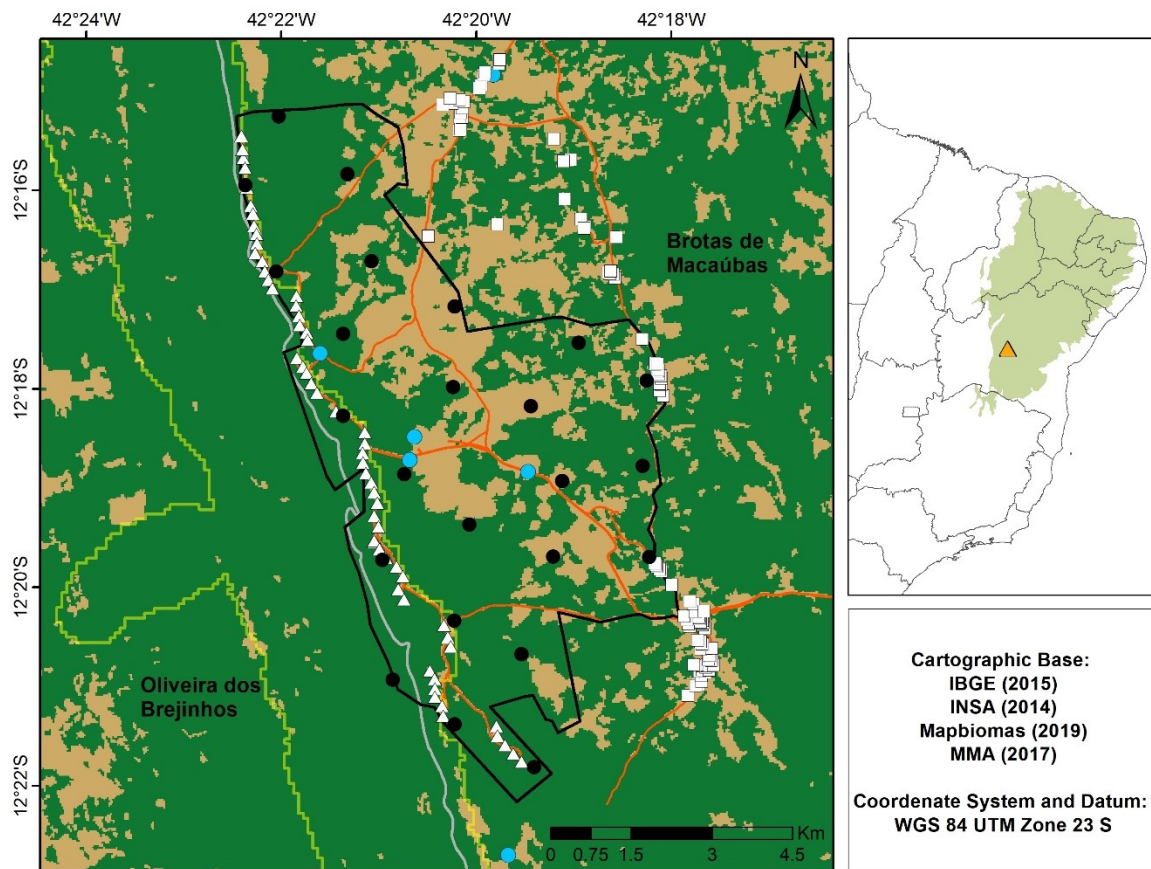 42°24'W 42°22'W 42°20'W 42°18'W
N
12°16'S
Brotas de
Macaúbas
12°18'S
12°20'S
Oliveira dos
Brejinhos
12°22'S
Km
0 0.75 1.5 3 4.5
Cartographic Base:
IBGE (2015)
INSA (2014)
Mapbiomas (2019)
MMA (2017)
Coordenate System and Datum:
WGS 84 UTM Zone 23 S